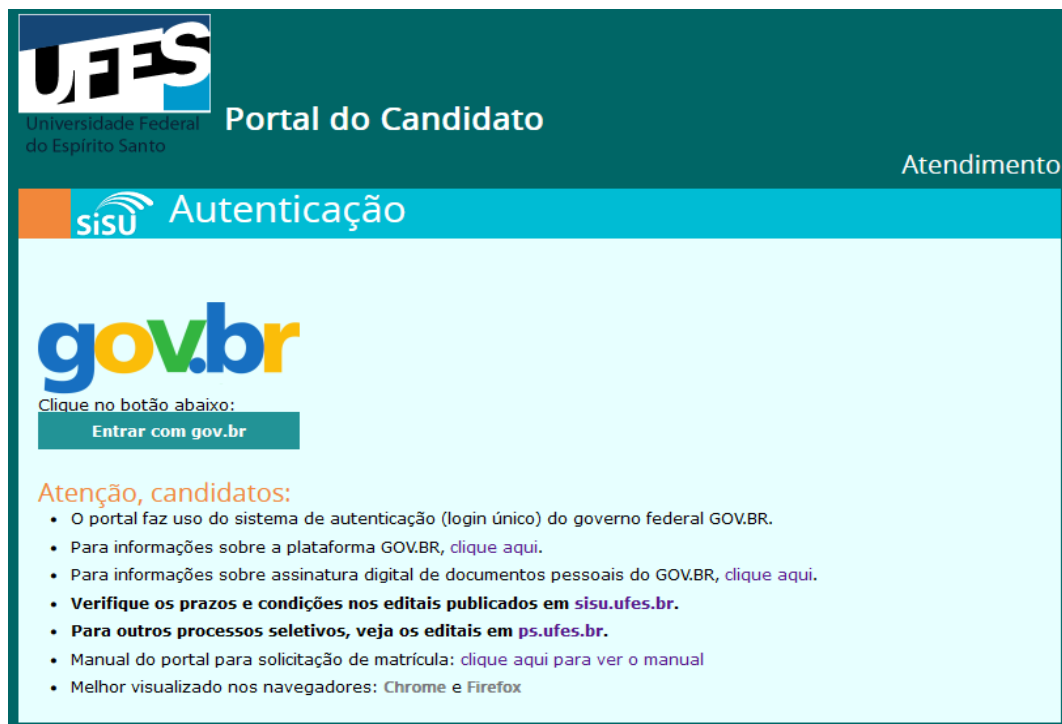 UFES
Universidade Federal
do Espírito Santo
Portal do Candidato
Atendimento
sisu Autenticação
gov.br
Clique no botão abaixo:
Entrar com gov.br
Atenção, candidatos:
• O portal faz uso do sistema de autenticação (login único) do governo federal GOV.BR.
• Para informações sobre a plataforma GOV.BR, clique aqui.
• Para informações sobre assinatura digital de documentos pessoais do GOV.BR, clique aqui.
• Verifique os prazos e condições nos editais publicados em sisu.ufes.br.
• Para outros processos seletivos, veja os editais em ps.ufes.br.
• Manual do portal para solicitação de matrícula: clique aqui para ver o manual
• Melhor visualizado nos navegadores: Chrome e Firefox